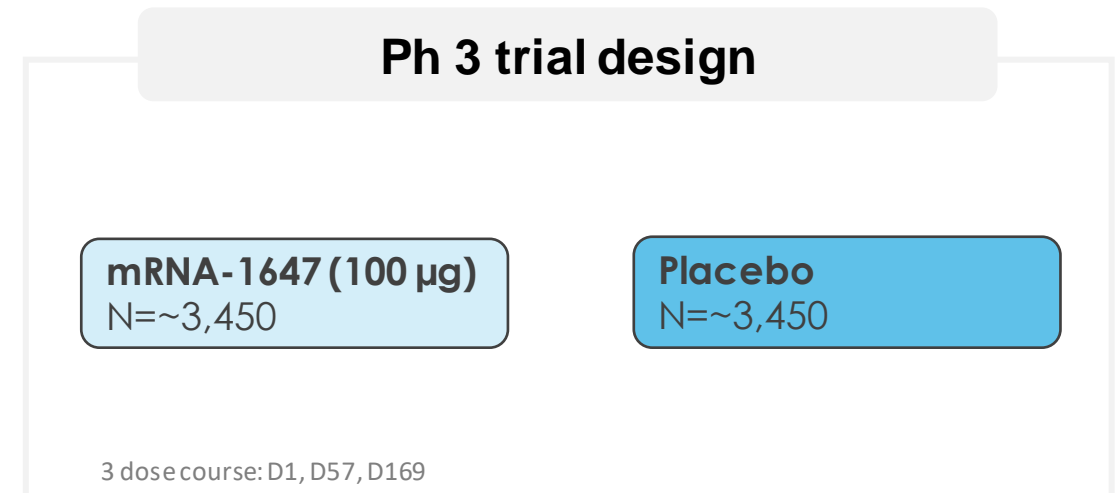 Ph 3 trial design
mRNA-1647 (100 µg)
N=~3,450
Placebo
N=~3,450
3 dose course: D1, D57, D169